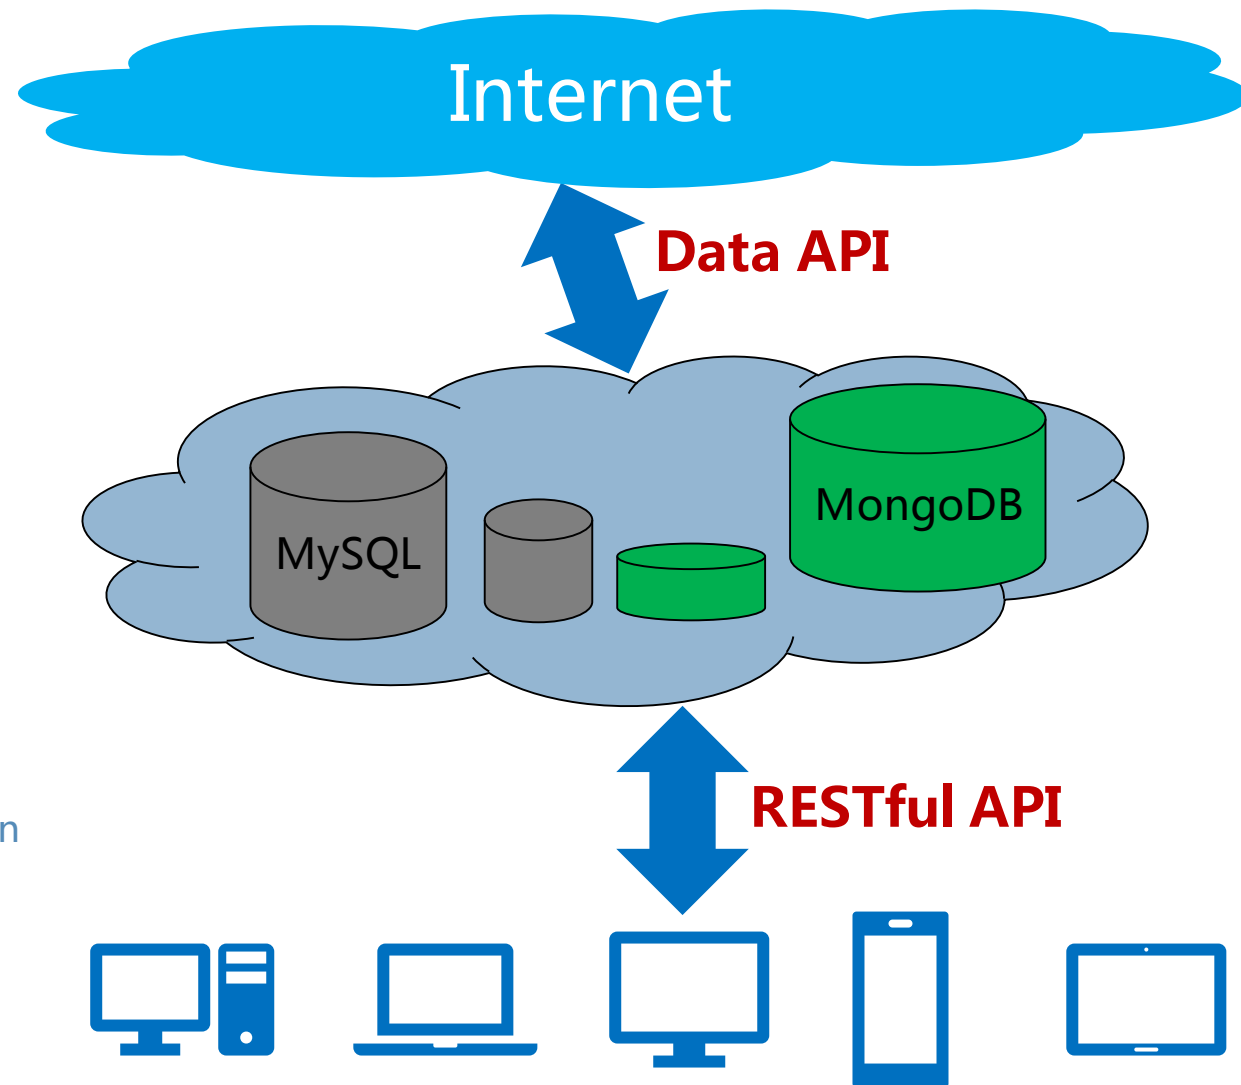 Internet
Data API
MongoDB
MySQL
RESTful API
n